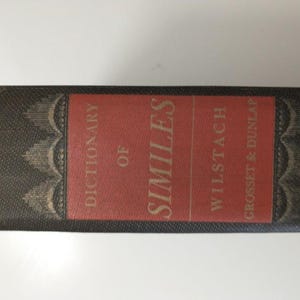 DICTIONARY
OF
SIMILES
WILSTACH
GROSSET & DUNLAP